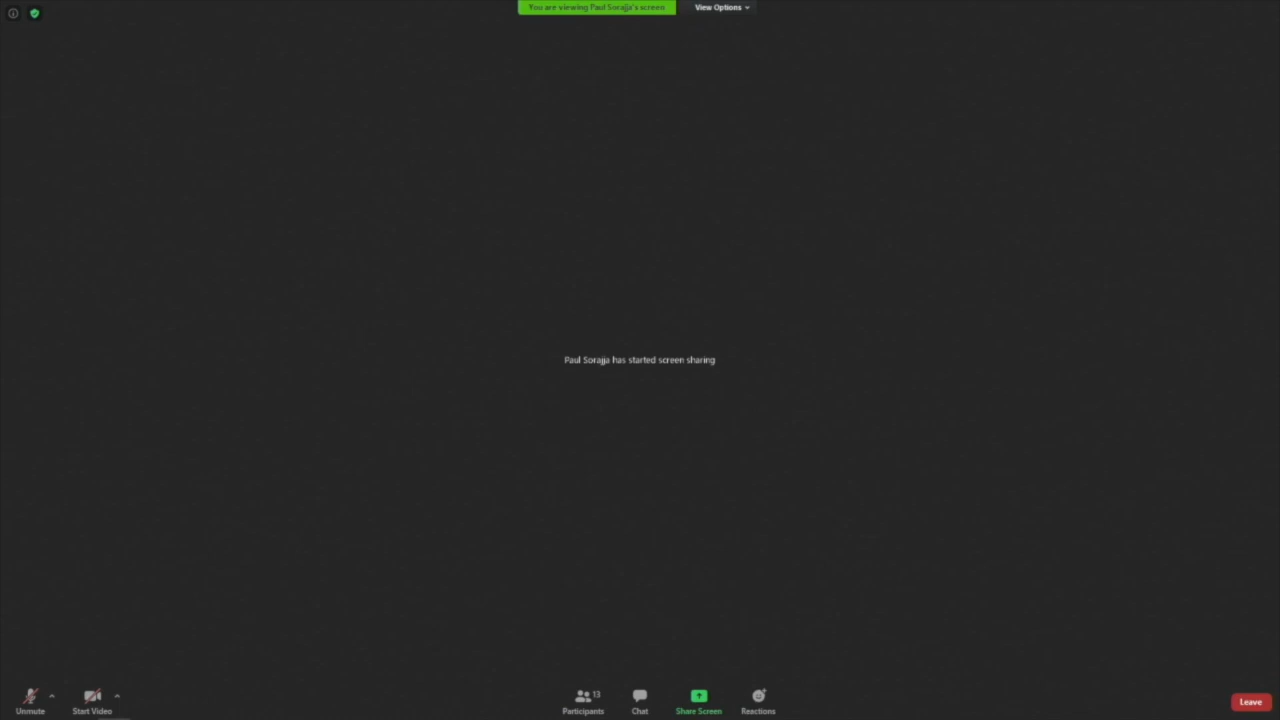 You are viewing Paul Sorajja's screen
View Options
Paul Sorajja has started screen sharing
Unmute
Start Video
13
Participants
Chat
Share Screen
Reactions
Leave